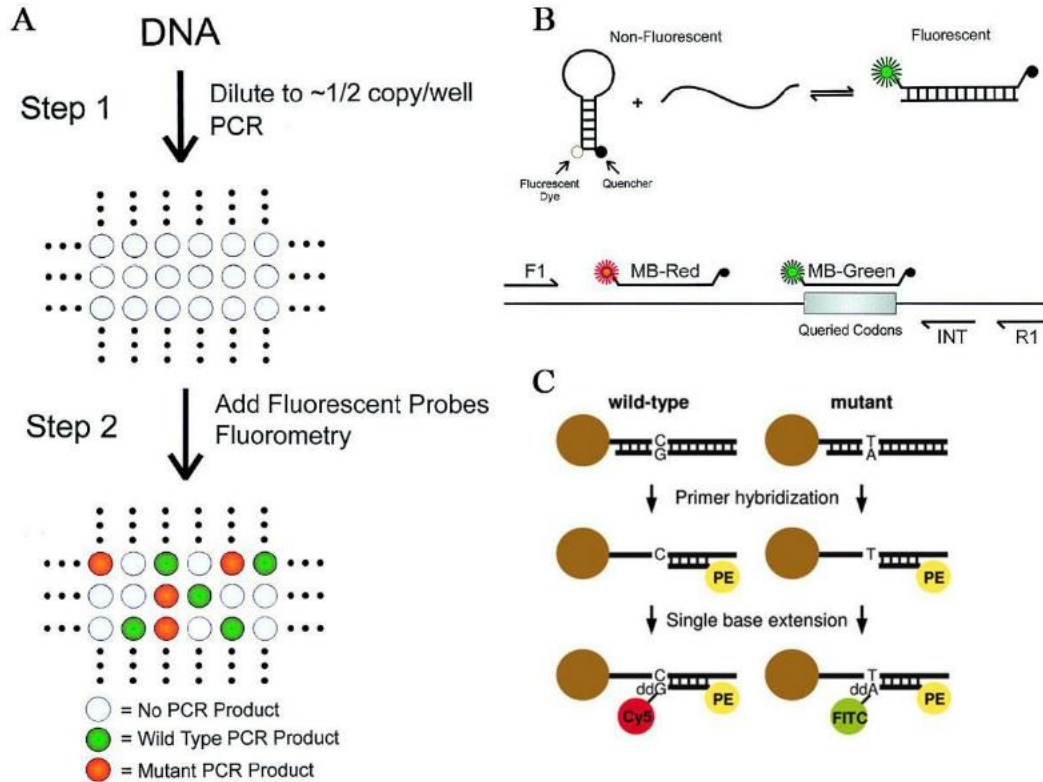 A
DNA
Step 1
Dilute to ~1/2 copy/well
PCR
Step 2
Add Fluorescent Probes
Fluorometry
= No PCR Product
= Wild Type PCR Product
= Mutant PCR Product
B
Non-Fluorescent
Fluorescent
+
Fluorescent
Dye
Quencher
F1
MB-Red
MB-Green
Queried Codons
INT
R1
C
wild-type
mutant
C
G
T
A
Primer hybridization
C
PE
T
PE
Single base extension
C
ddG
Cy5
PE
T
ddA
FITC
PE